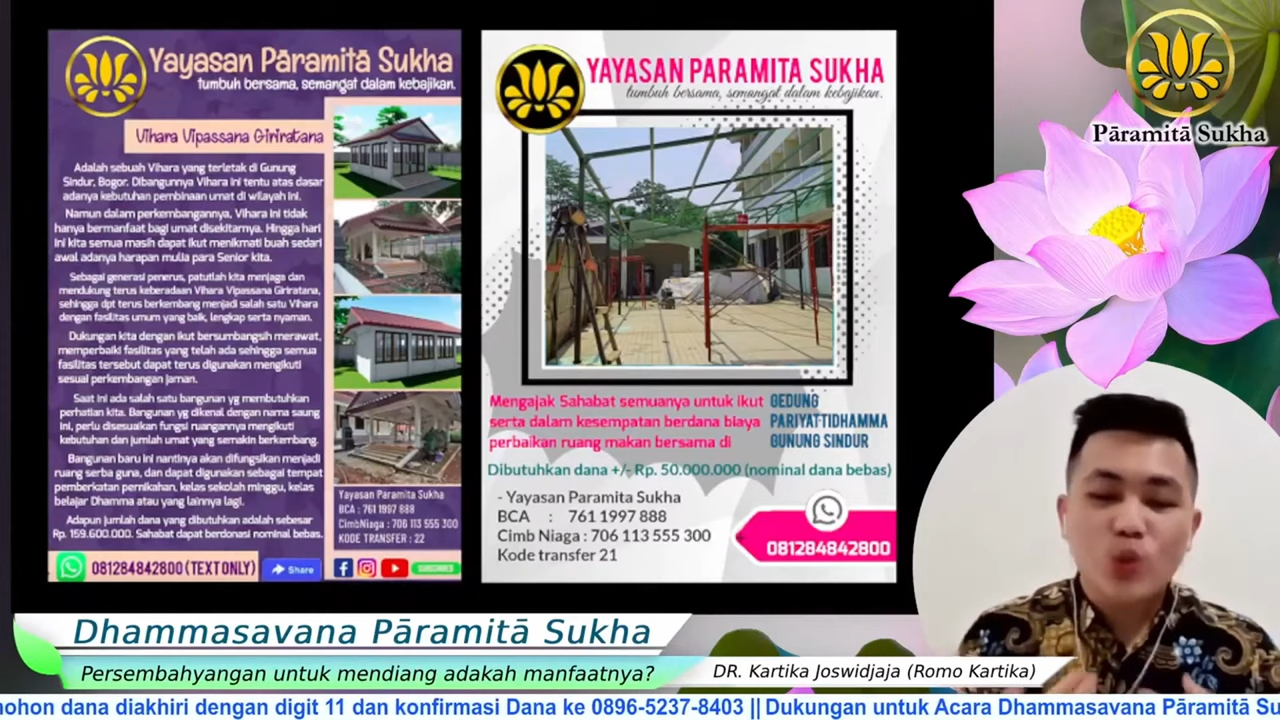 Yayasan Pāramitā Sukha
tumbuh bersama, semangat dalam kebajikan.
Vihara Vipassana Giriratana
Adalah sebuah Vihara yang terletak di Gunung
Sindur, Bogor. Dibangunnya Vihara ini tentu atas dasar
adanya kebutuhan pembinaan umat di wilayah ini.
Namun dalam perkembangannya, Vihara ini tidak
hanya bermanfaat bagi umat disekitarnya. Hingga hari
ini kita semua masih dapat ikut menikmati buah sedari
awal adanya harapan mulia para Senior kita.
Sebagai generasi penerus, patutlah kita menjaga dan
mendukung terus keberadaan Vihara Vipassana Giriratana,
sehingga dpt terus berkembang menjadi salah satu Vihara
dengan fasilitas umum yang baik, lengkap serta nyaman.
Dukungan kita dengan ikut bersumbangsih merawat,
memperbaiki fasilitas yang telah ada sehingga semua
fasilitas tersebut dapat terus digunakan mengikuti
sesuai perkembangan jaman.
Saat ini ada salah satu bangunan yg membutuhkan
perhatian kita. Bangunan yg dikenal dengan nama saung
ini, perlu disesuaikan fungsi ruangannya mengikuti
kebutuhan dan jumlah umat yang semakin berkembang.
Bangunan baru ini nantinya akan difungsikan menjadi
ruang serba guna, dan dapat digunakan sebagai tempat
pemberkatan pernikahan, kelas sekolah minggu, kelas
belajar Dhamma atau yang lainnya lagi.
Adapun jumlah dana yang dibutuhkan adalah sebesar
Rp. 159.600.000. Sahabat dapat berdonasi nominal bebas.
Yayasan Paramita Sukha
BCA : 761 1997 888
CimbNiaga : 706 113 555 300
KODE TRANSFER : 22
081284842800 (TEXT ONLY)
Share
SUBSCRIBED
YAYASAN PARAMITA SUKHA
tumbuh bersama, semangat dalam kebajikan.
Mengajak Sahabat semuanya untuk ikut
serta dalam kesempatan berdana biaya
perbaikan ruang makan bersama di
GEDUNG
PARIYATTIDHAMMA
GUNUNG SINDUR
Dibutuhkan dana +/- Rp. 50.000.000 (nominal dana bebas)
- Yayasan Paramita Sukha
BCA : 761 1997 888
Cimb Niaga : 706 113 555 300
Kode transfer 21
081284842800
Pāramitā Sukha
Dhammasavana Pāramitā Sukha
Persembahyangan untuk mendiang adakah manfaatnya?
DR. Kartika Joswidjaja (Romo Kartika)
mohon dana diakhiri dengan digit 11 dan konfirmasi Dana ke 0896-5237-8403 || Dukungan untuk Acara Dhammasavana Pāramitā Su